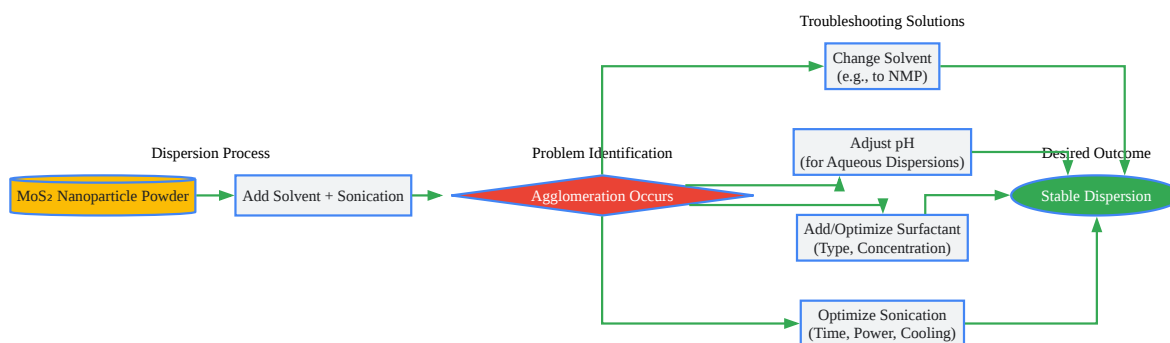 Troubleshooting Solutions
Change Solvent
(e.g., to NMP)
Dispersion Process
Problem Identification
Adjust pH
(for Aqueous Dispersions)
Desired Outcome
MoS₂ Nanoparticle Powder
Add Solvent + Sonication
Agglomeration Occurs
Add/Optimize Surfactant
(Type, Concentration)
Stable Dispersion
Optimize Sonication
(Time, Power, Cooling)